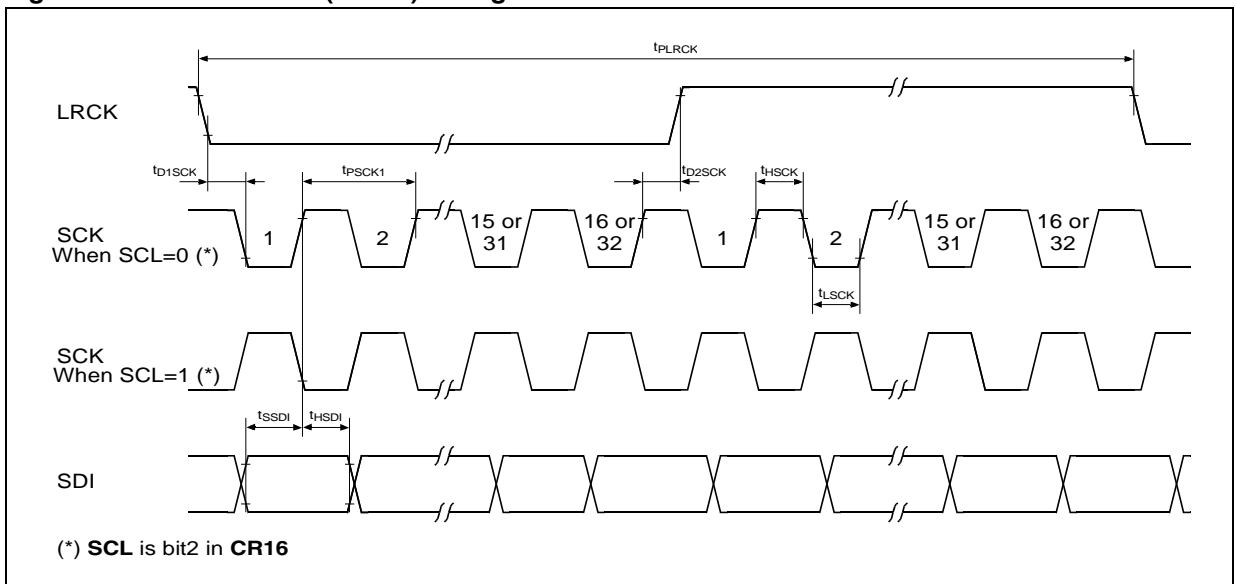 tPLRCK
LRCK
tD1SCK
tPSCK1
tD2SCK
tHSCK
SCK
When SCL=0 (*)
1
2
15 or
31
16 or
32
1
2
15 or
31
16 or
32
tLSCK
SCK
When SCL=1 (*)
tSSDI
tHSDI
SDI
(*) SCL is bit2 in CR16